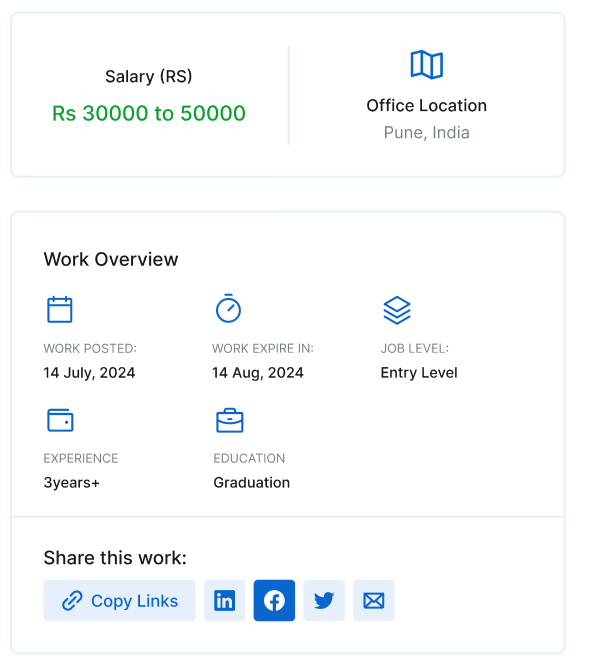 Salary (RS)
Rs 30000 to 50000
Office Location
Pune, India
Work Overview
WORK POSTED:
14 July, 2024
WORK EXPIRE IN:
14 Aug, 2024
JOB LEVEL:
Entry Level
EXPERIENCE
3years+
EDUCATION
Graduation
Share this work:
Copy Links